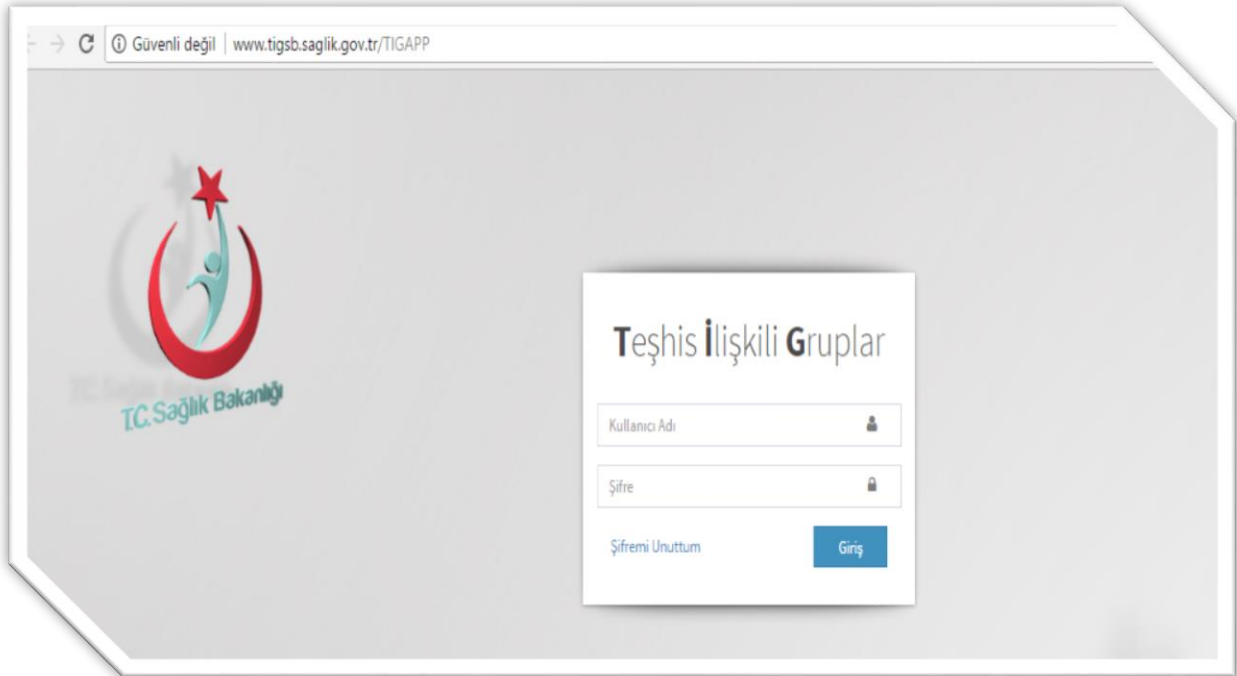 Güvenli değil | www.tigsb.saglik.gov.tr/TIGAPP
T.C. Sağlık Bakanlığı
Teşhis İlişkili Gruplar
Kullanıcı Adı
Şifre
Şifremi Unuttum
Giriş